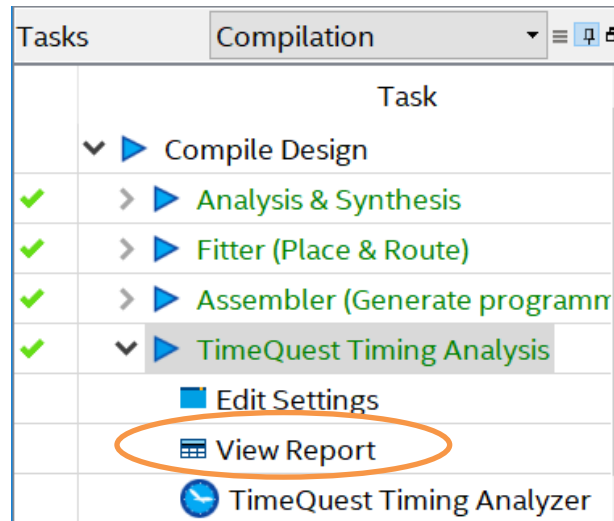 Tasks Compilation
Task
Compile Design
Analysis & Synthesis
Fitter (Place & Route)
Assembler (Generate programm
TimeQuest Timing Analysis
Edit Settings
View Report
TimeQuest Timing Analyzer